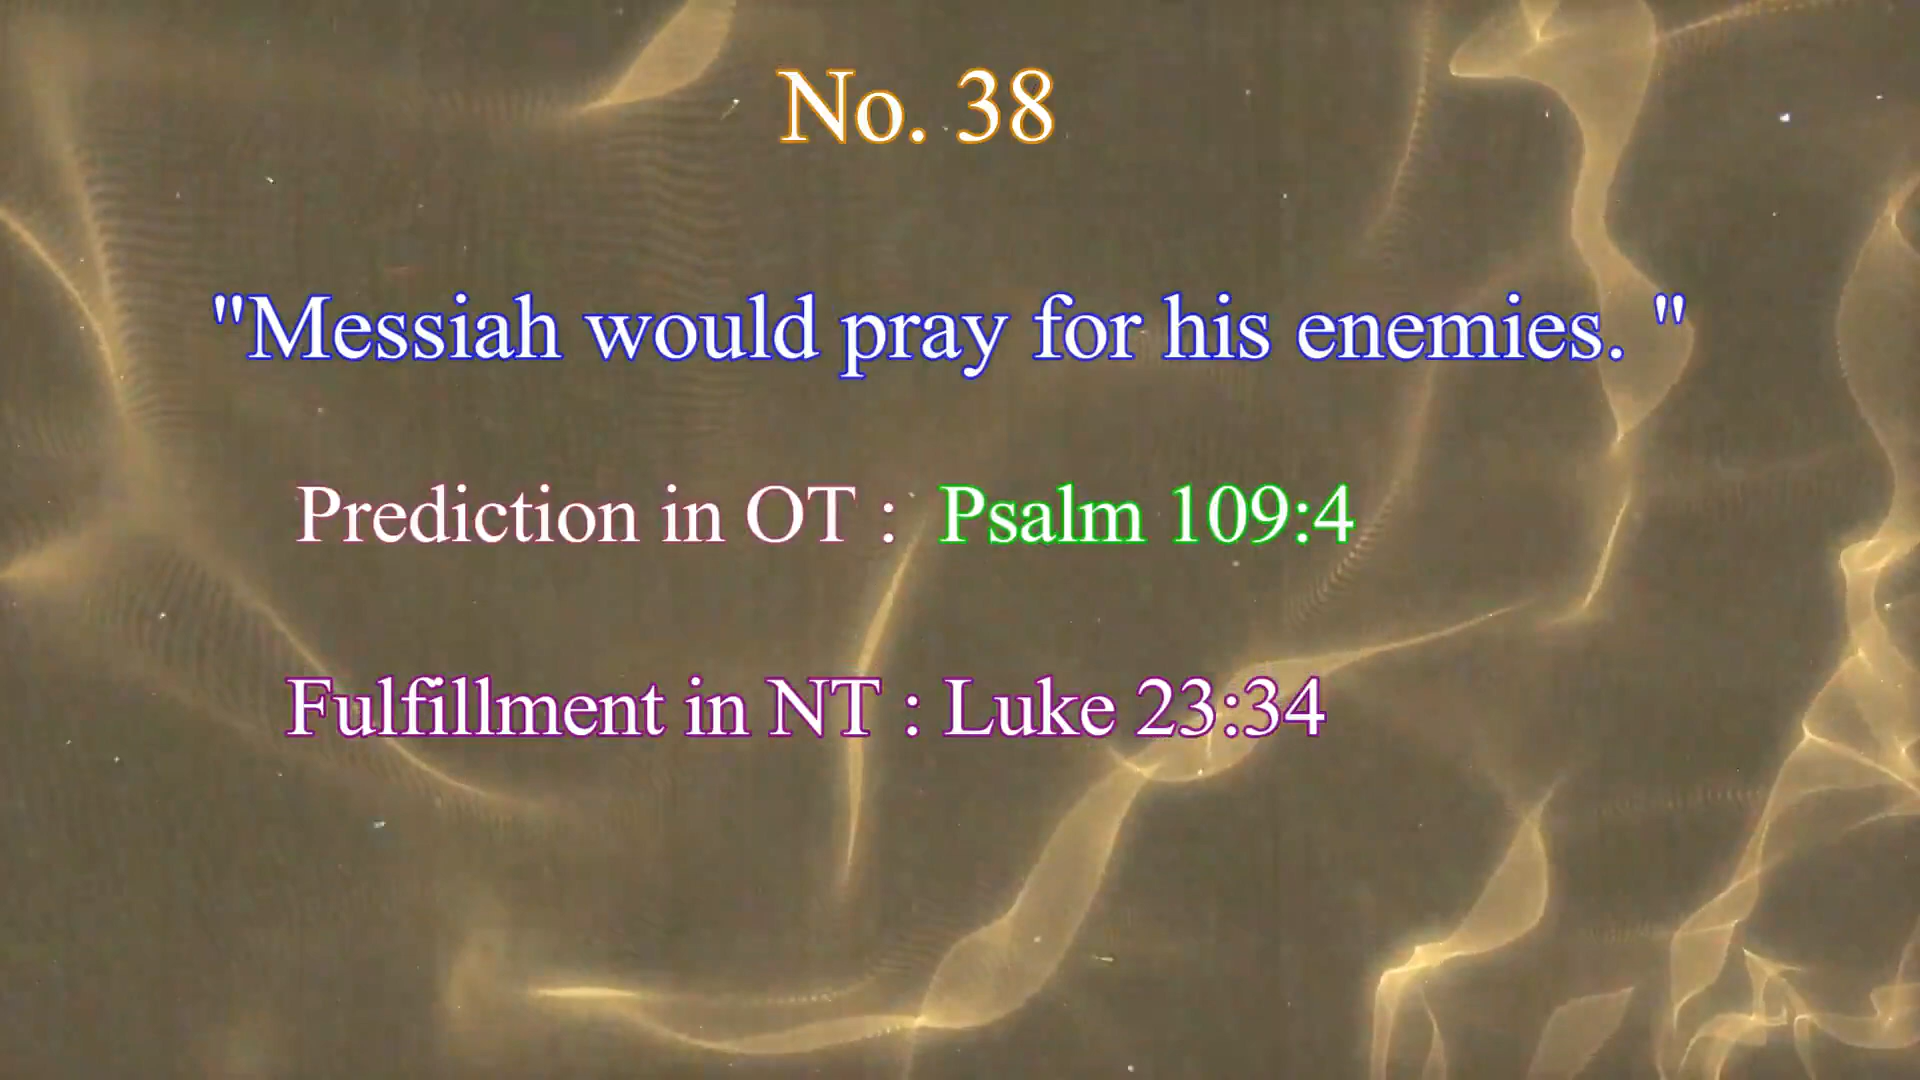 No. 38
"Messiah would pray for his enemies. "
Prediction in OT : Psalm 109:4
Fulfillment in NT : Luke 23:34